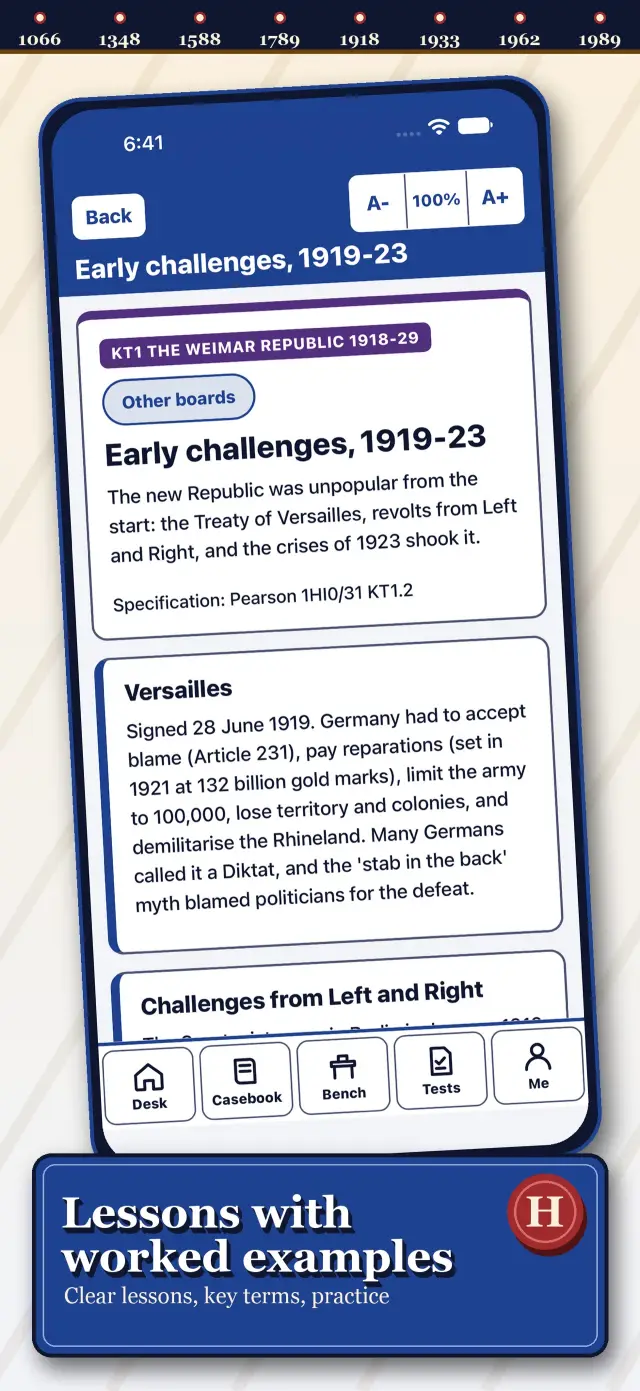 1066 1348 1588 1789 1918 1933 1962 1989
6:41
Back
A- 100% A+
Early challenges, 1919-23
KT1 THE WEIMAR REPUBLIC 1918-29
Other boards
Early challenges, 1919-23
The new Republic was unpopular from the
start: the Treaty of Versailles, revolts from Left
and Right, and the crises of 1923 shook it.
Specification: Pearson 1HI0/31 KT1.2
Versailles
Signed 28 June 1919. Germany had to accept
blame (Article 231), pay reparations (set in
1921 at 132 billion gold marks), limit the army
to 100,000, lose territory and colonies, and
demilitarise the Rhineland. Many Germans
called it a Diktat, and the 'stab in the back'
myth blamed politicians for the defeat.
Challenges from Left and Right
Desk Casebook Bench Tests Me
Lessons with
worked examples
H
Clear lessons, key terms, practice